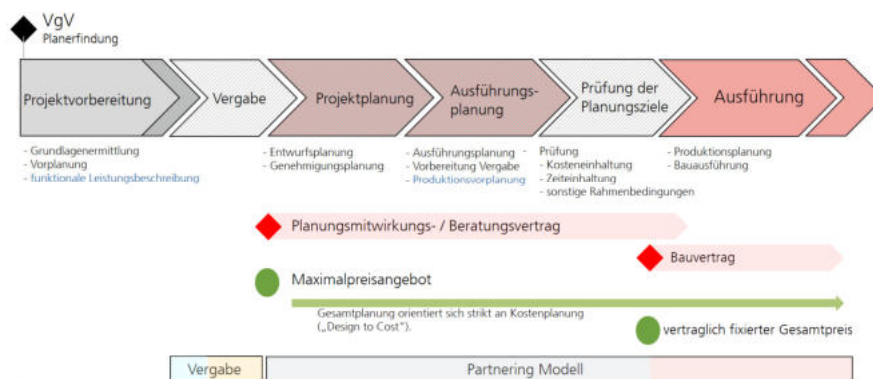 VgV
Planerfindung
Projektvorbereitung
Vergabe
Projektplanung
Ausführungs-
planung
Prüfung der
Planungsziele
Ausführung
- Grundlagenermittlung
- Vorplanung
- funktionale Leistungsbeschreibung
- Entwurfsplanung
- Genehmigungsplanung
- Ausführungsplanung
- Vorbereitung Vergabe
- Produktionsvorplanung
Prüfung
- Kosteneinhaltung
- Zeiteinhaltung
- sonstige Rahmenbedingungen
- Produktionsplanung
- Bauausführung
Planungsmitwirkungs- / Beratungsvertrag
Bauvertrag
Maximalpreisangebot
Gesamtplanung orientiert sich strikt an Kostenplanung
(„Design to Cost“).
vertraglich fixierter Gesamtpreis
Vergabe
Partnering Modell